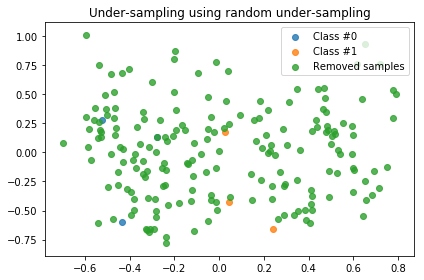 Under-sampling using random under-sampling
Class #0
Class #1
Removed samples
1.00
0.75
0.50
0.25
0.00
−0.25
−0.50
−0.75
−0.6 −0.4 −0.2 0.0 0.2 0.4 0.6 0.8